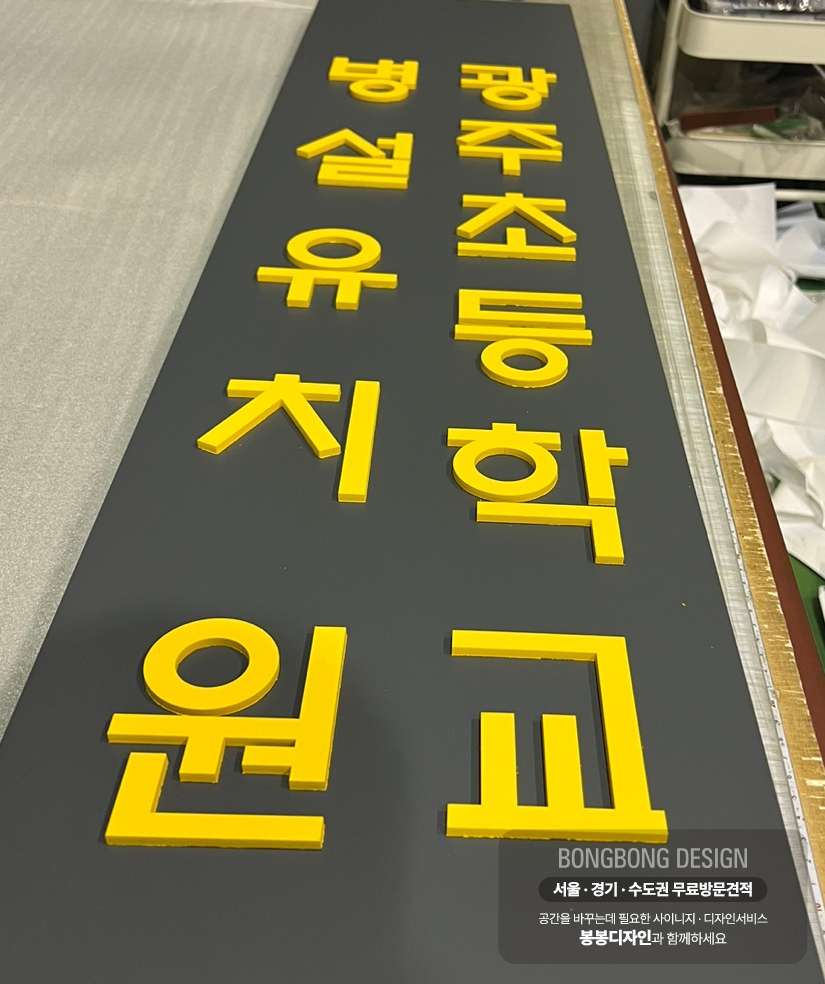 광주초등학교
병설유치원
BONGBONG DESIGN
서울 · 경기 · 수도권 무료방문견적
공간을 바꾸는데 필요한 사이니지 · 디자인서비스
봉봉디자인과 함께하세요